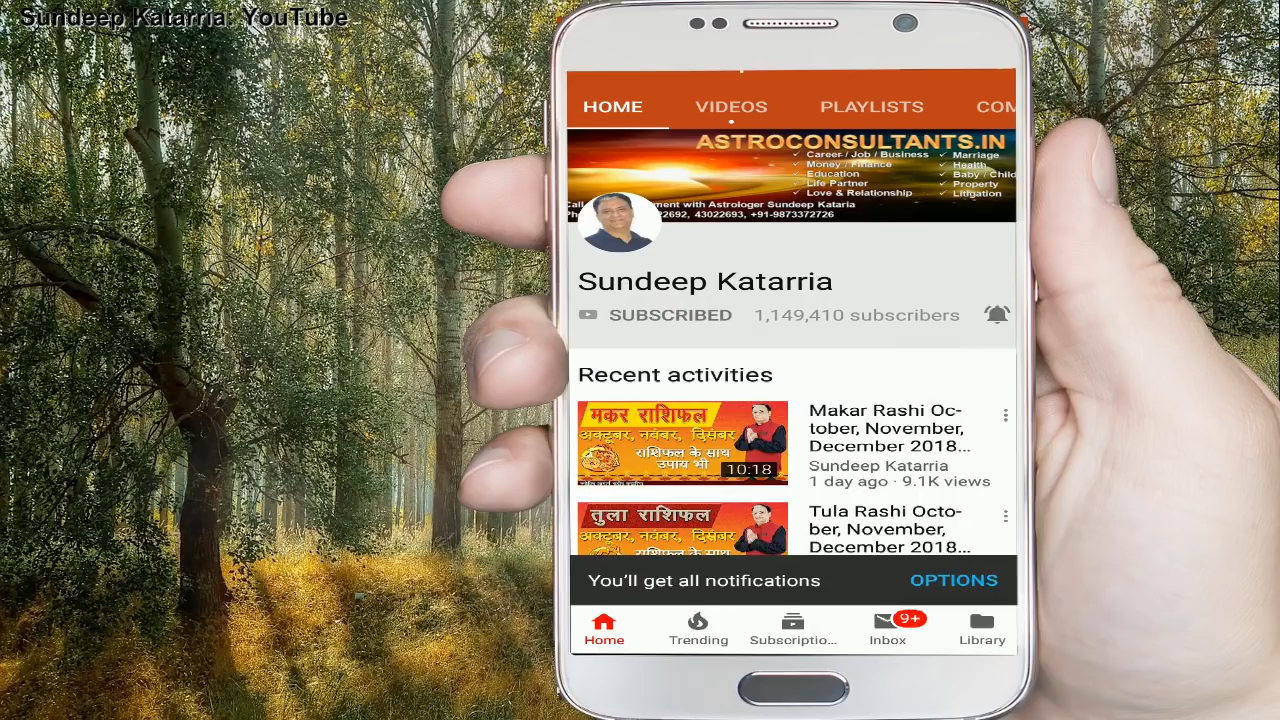 Sundeep Katarria: YouTube
HOME VIDEOS PLAYLISTS COM
ASTROCONSULTANTS.IN
✓ Career / Job / Business ✓ Marriage
✓ Money / Finance ✓ Health
✓ Education ✓ Baby / Child
✓ Life Partner ✓ Property
✓ Love & Relationship ✓ Litigation
ment with Astrologer Sundeep Kataria
22692, 43022693, +91-9873372726
Sundeep Katarria
SUBSCRIBED 1,149,410 subscribers
Recent activities
मकर राशिफल
अक्टूबर, नवंबर, दिसंबर
राशिफल के साथ
उपाय भी
10:18
Makar Rashi Oc-
tober, November,
December 2018...
Sundeep Katarria
1 day ago · 9.1K views
तुला राशिफल
अक्टूबर, नवंबर, दिसंबर
राशिफल के साथ
Tula Rashi Octo-
ber, November,
December 2018...
You'll get all notifications OPTIONS
9+
Home Trending Subscriptio... Inbox Library